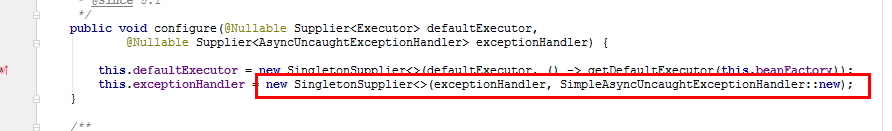 * @since 5.1
*/
public void configure(@Nullable Supplier<Executor> defaultExecutor,
@Nullable Supplier<AsyncUncaughtExceptionHandler> exceptionHandler) {
this.defaultExecutor = new SingletonSupplier<>(defaultExecutor, () -> getDefaultExecutor(this.beanFactory));
this.exceptionHandler = new SingletonSupplier<>(exceptionHandler, SimpleAsyncUncaughtExceptionHandler::new);
}
/**